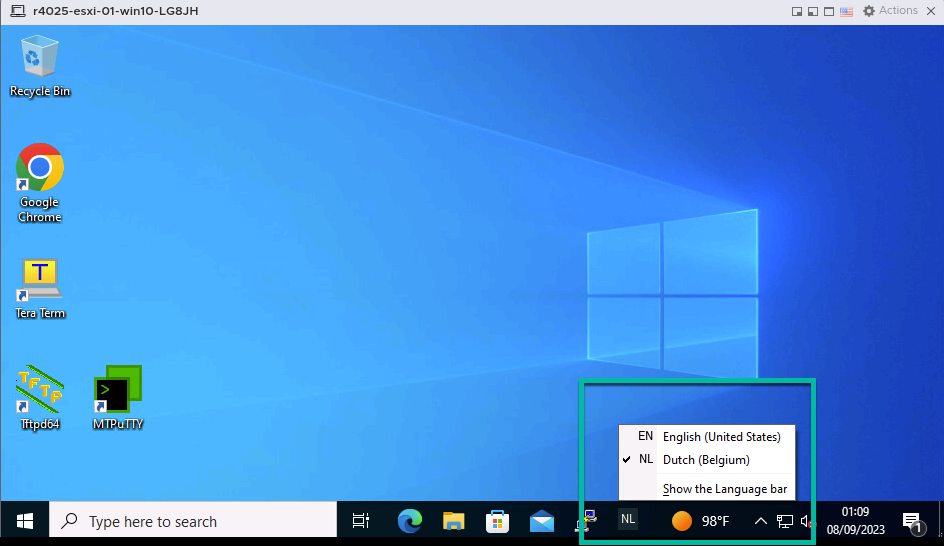 r4025-esxi-01-win10-LG8JH
Actions
Recycle Bin
Google
Chrome
T
Tera Term
TFTP
Tftpd64
>
MTPuTTY
EN English (United States)
NL Dutch (Belgium)
Show the Language bar
Type here to search
NL
98°F
01:09
08/09/2023
1